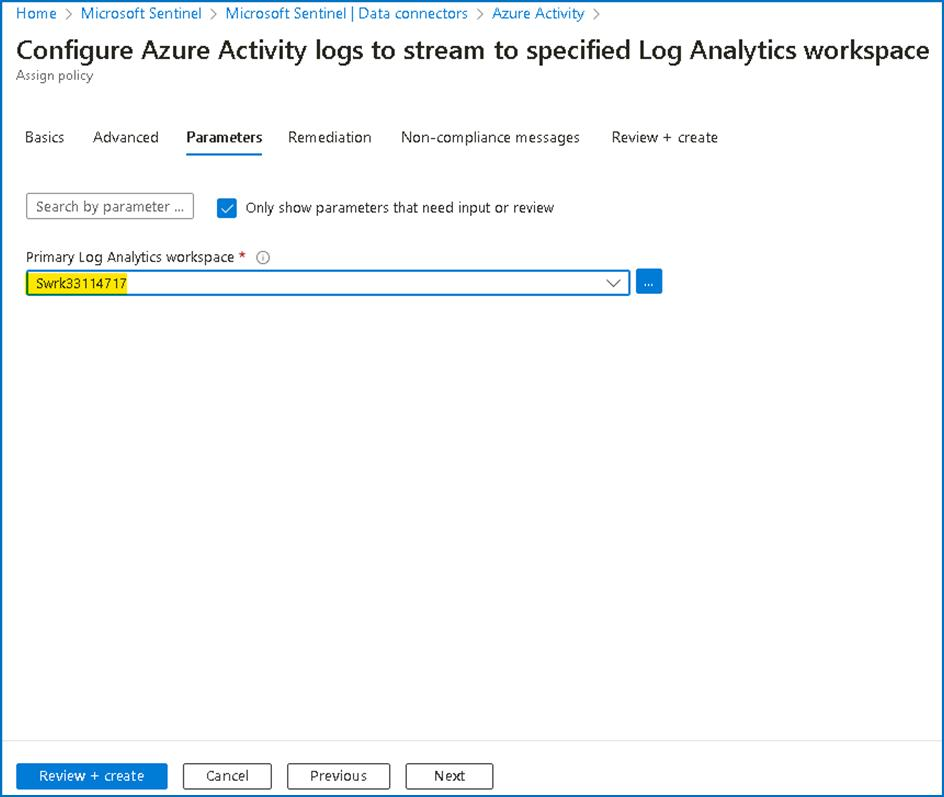 Home > Microsoft Sentinel > Microsoft Sentinel | Data connectors > Azure Activity >
Configure Azure Activity logs to stream to specified Log Analytics workspace
Assign policy
Basics Advanced Parameters Remediation Non-compliance messages Review + create
Search by parameter ... Only show parameters that need input or review
Primary Log Analytics workspace *
Swrk33114717 ...
Review + create Cancel Previous Next